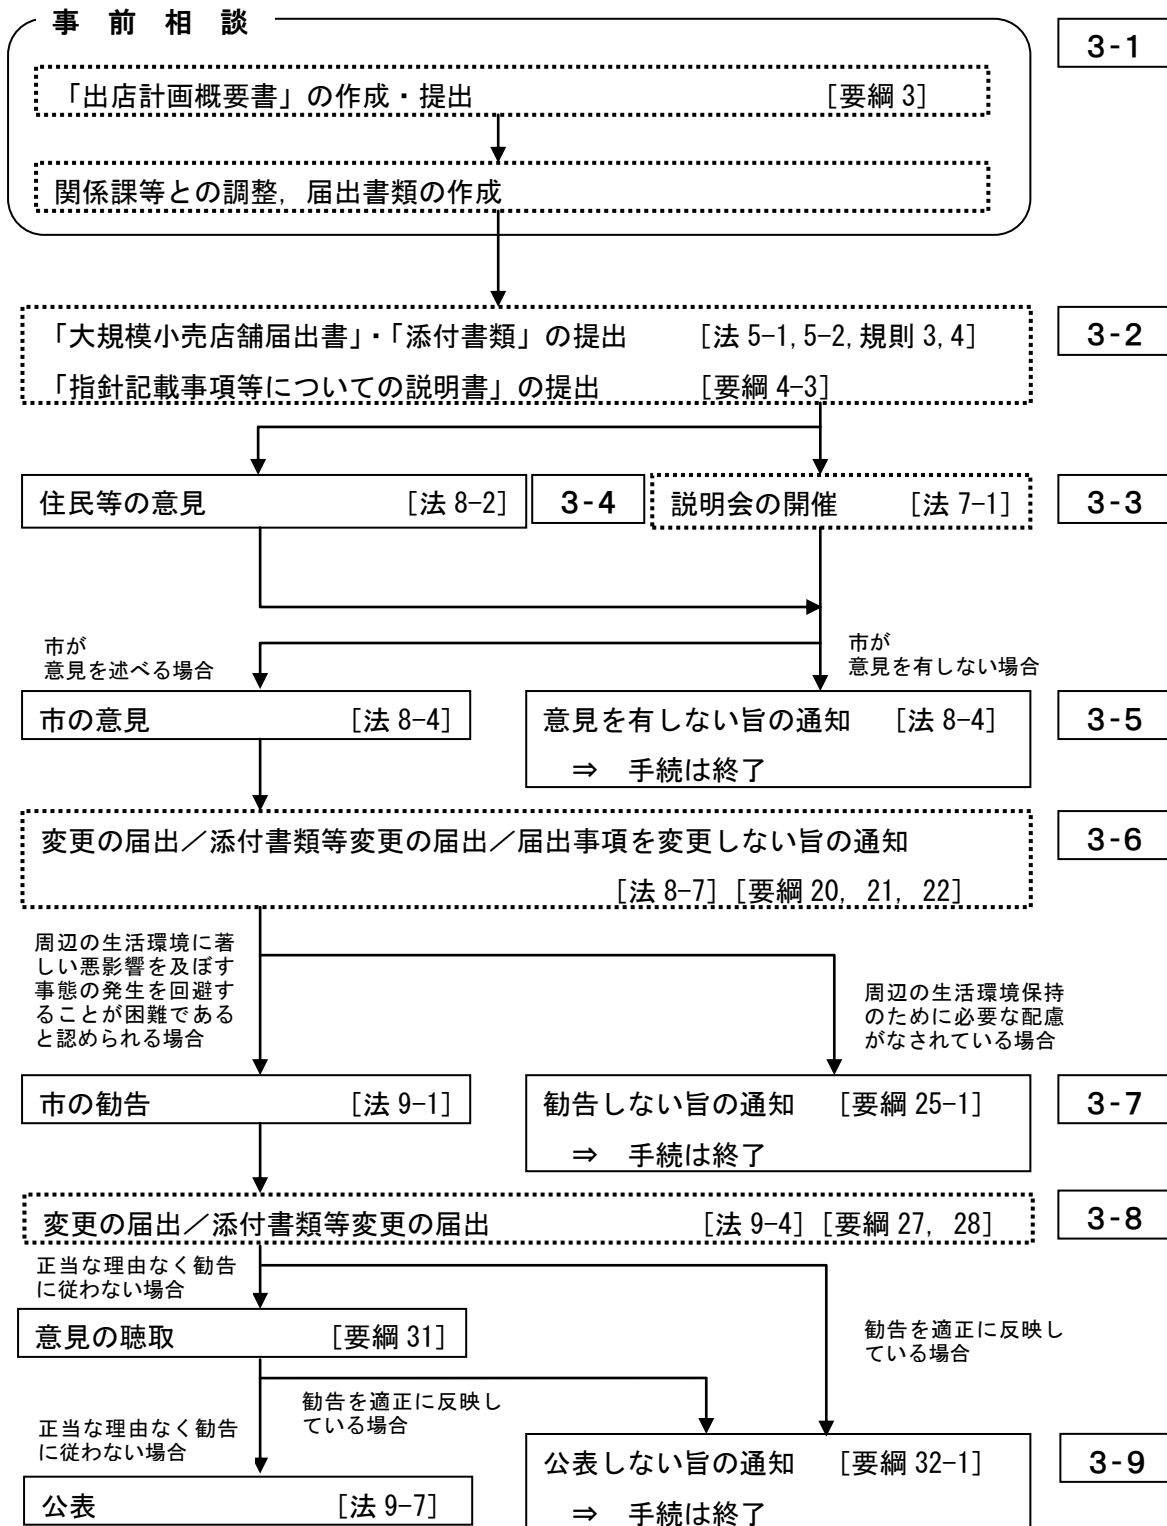 事 前 相 談
3-1
「出店計画概要書」の作成・提出 [要綱 3]
関係課等との調整, 届出書類の作成
「大規模小売店舗届出書」・「添付書類」の提出 [法 5-1, 5-2, 規則 3, 4]
3-2
「指針記載事項等についての説明書」の提出 [要綱 4-3]
住民等の意見 [法 8-2]
3-4
説明会の開催 [法 7-1]
3-3
市が
意見を述べる場合
市が
意見を有しない場合
市の意見 [法 8-4]
意見を有しない旨の通知 [法 8-4]
⇒ 手続は終了
3-5
変更の届出/添付書類等変更の届出/届出事項を変更しない旨の通知
[法 8-7] [要綱 20, 21, 22]
3-6
周辺の生活環境に著
しい悪影響を及ぼす
事態の発生を回避す
ることが困難である
と認められる場合
周辺の生活環境保持
のために必要な配慮
がなされている場合
市の勧告 [法 9-1]
勧告しない旨の通知 [要綱 25-1]
⇒ 手続は終了
3-7
変更の届出/添付書類等変更の届出 [法 9-4] [要綱 27, 28]
3-8
正当な理由なく勧告
に従わない場合
意見の聴取 [要綱 31]
勧告を適正に反映し
ている場合
勧告を適正に反映し
ている場合
正当な理由なく勧告
に従わない場合
公表 [法 9-7]
公表しない旨の通知 [要綱 32-1]
⇒ 手続は終了
3-9